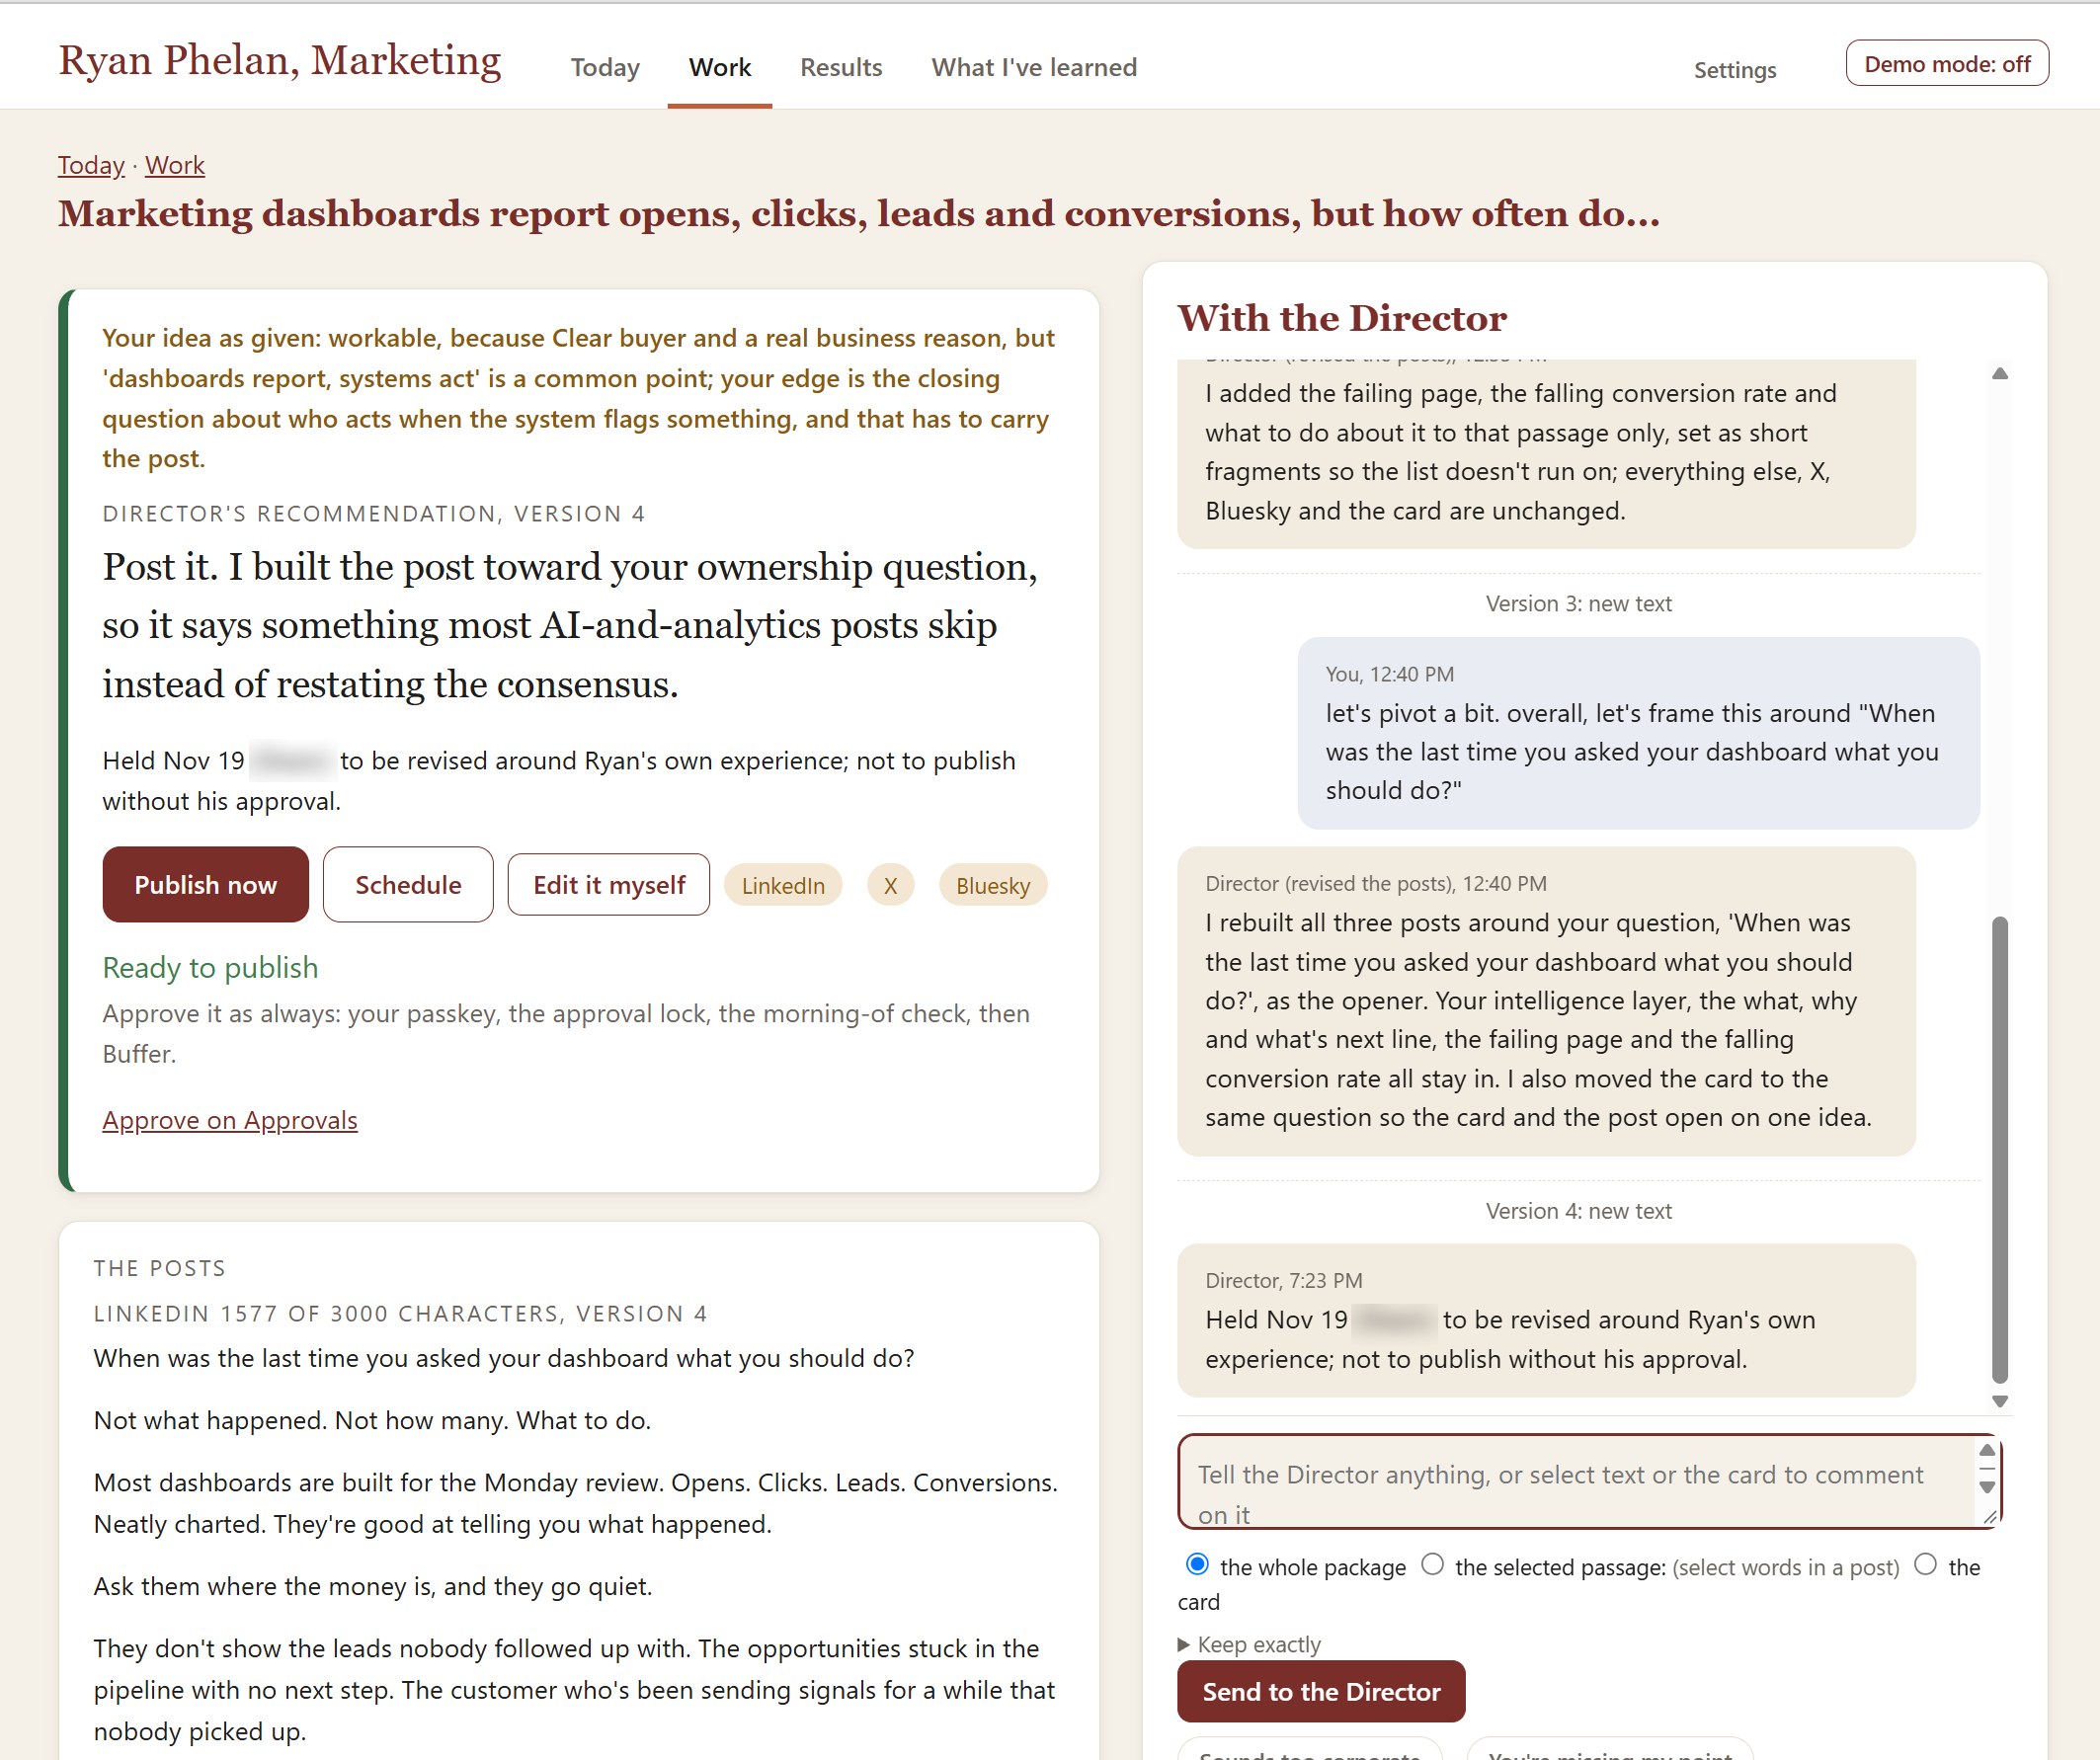 Ryan Phelan, Marketing
Today
Work
Results
What I've learned
Settings
Demo mode: off
Today · Work
Marketing dashboards report opens, clicks, leads and conversions, but how often do...
Your idea as given: workable, because Clear buyer and a real business reason, but
'dashboards report, systems act' is a common point; your edge is the closing
question about who acts when the system flags something, and that has to carry
the post.
DIRECTOR'S RECOMMENDATION, VERSION 4
Post it. I built the post toward your ownership question,
so it says something most AI-and-analytics posts skip
instead of restating the consensus.
Held Nov 19 to be revised around Ryan's own experience; not to publish
without his approval.
Publish now
Schedule
Edit it myself
LinkedIn
X
Bluesky
Ready to publish
Approve it as always: your passkey, the approval lock, the morning-of check, then
Buffer.
Approve on Approvals
THE POSTS
LINKEDIN 1577 OF 3000 CHARACTERS, VERSION 4
When was the last time you asked your dashboard what you should do?
Not what happened. Not how many. What to do.
Most dashboards are built for the Monday review. Opens. Clicks. Leads. Conversions.
Neatly charted. They're good at telling you what happened.
Ask them where the money is, and they go quiet.
They don't show the leads nobody followed up with. The opportunities stuck in the
pipeline with no next step. The customer who's been sending signals for a while that
nobody picked up.
With the Director
Director (revised the posts),
I added the failing page, the falling conversion rate and
what to do about it to that passage only, set as short
fragments so the list doesn't run on; everything else, X,
Bluesky and the card are unchanged.
Version 3: new text
You, 12:40 PM
let's pivot a bit. overall, let's frame this around "When
was the last time you asked your dashboard what you
should do?"
Director (revised the posts), 12:40 PM
I rebuilt all three posts around your question, 'When was
the last time you asked your dashboard what you should
do?', as the opener. Your intelligence layer, the what, why
and what's next line, the failing page and the falling
conversion rate all stay in. I also moved the card to the
same question so the card and the post open on one idea.
Version 4: new text
Director, 7:23 PM
Held Nov 19 to be revised around Ryan's own
experience; not to publish without his approval.
Tell the Director anything, or select text or the card to comment
on it
the whole package the selected passage: (select words in a post) the
card
Keep exactly
Send to the Director
Sounds too corporate
You're missing my point